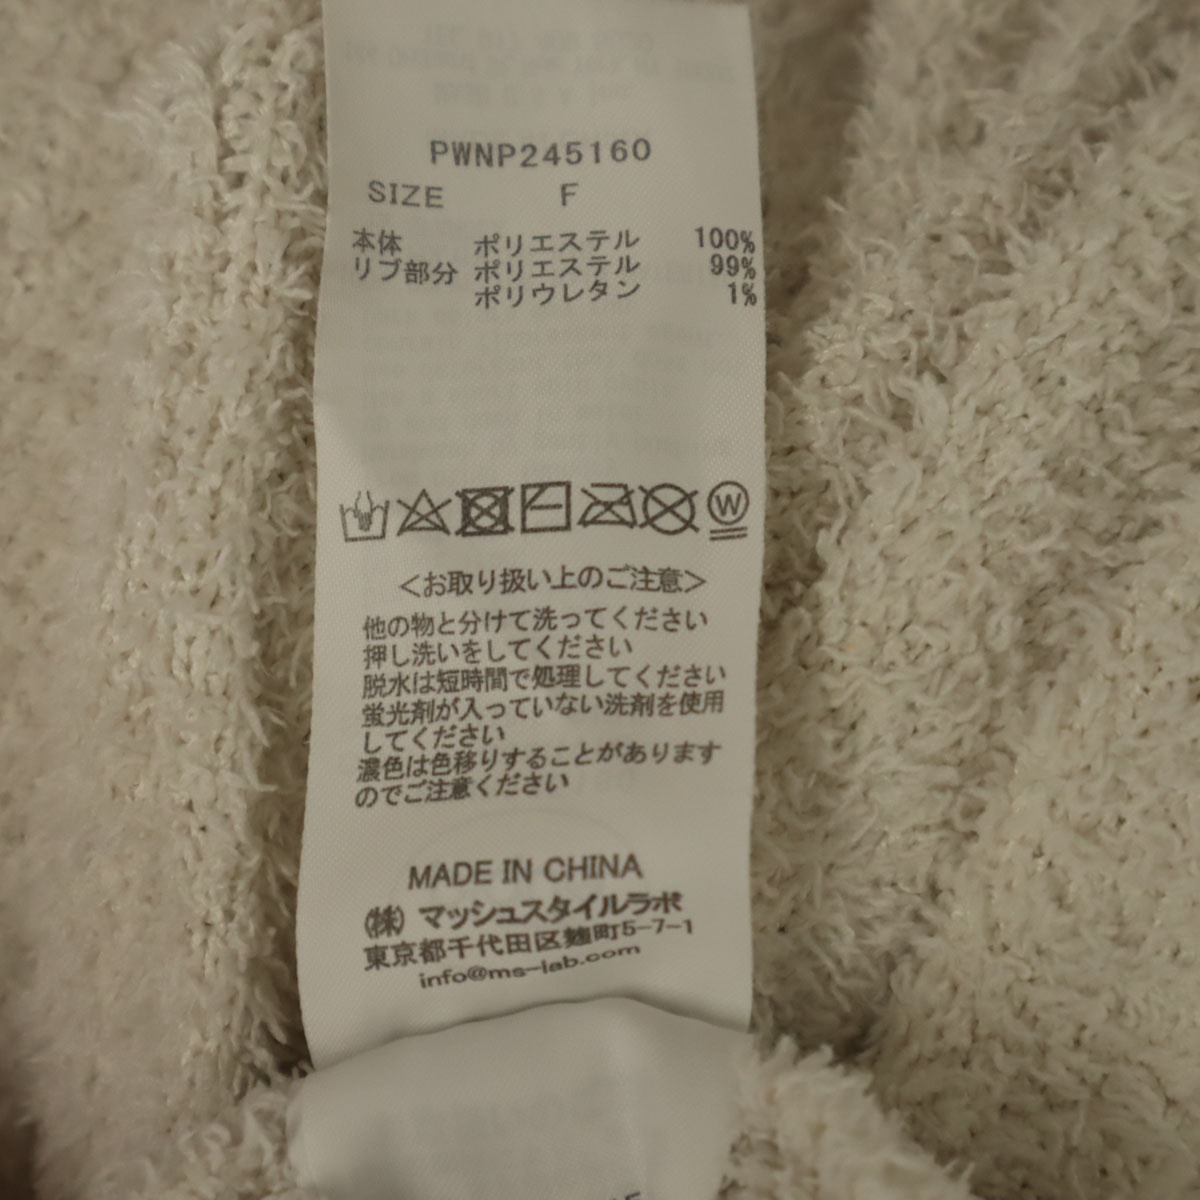 PWNP245160
SIZE F
本体 ポリエステル 100%
リブ部分 ポリエステル 99%
ポリウレタン 1%
W
<お取り扱い上のご注意>
他の物と分けて洗ってください
押し洗いをしてください
脱水は短時間で処理してください
蛍光剤が入っていない洗剤を使用
してください
濃色は色移りすることがあります
のでご注意ください
MADE IN CHINA
(株) マッシュスタイルラボ
東京都千代田区麹町5-7-1
info@ms-lab.com